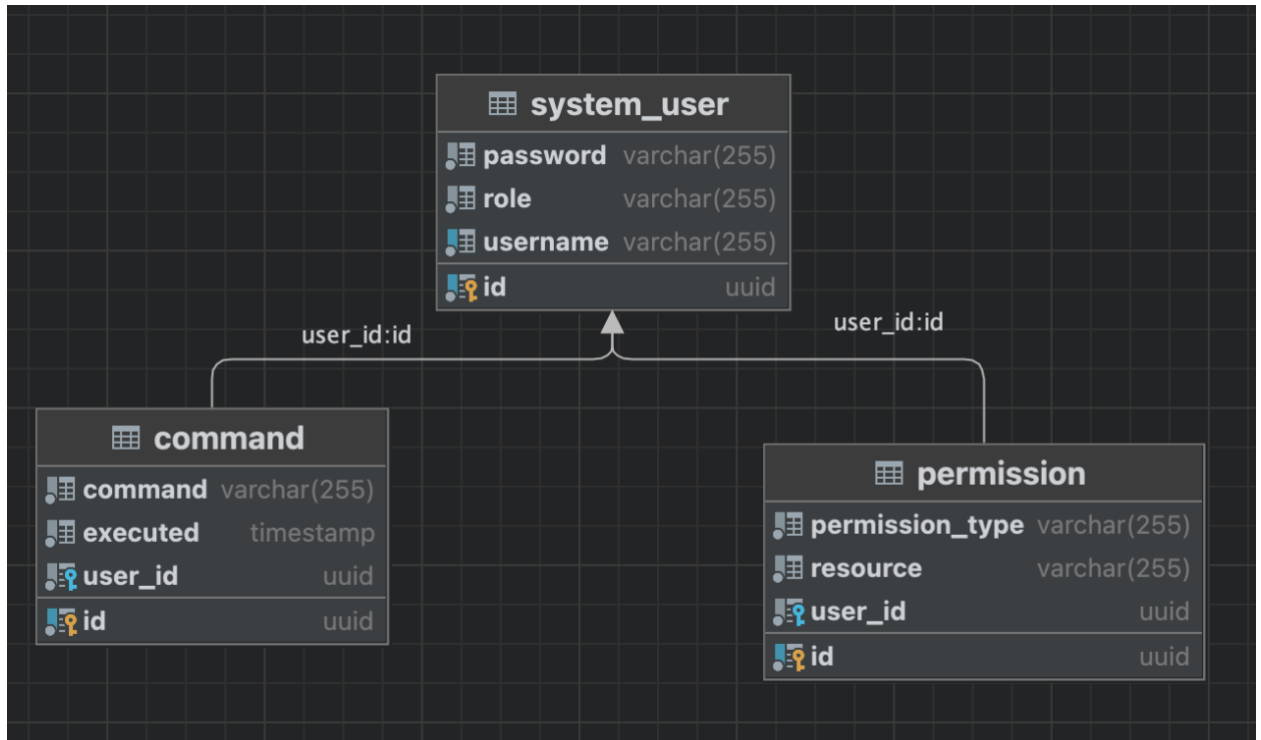 system_user
password varchar(255)
role varchar(255)
username varchar(255)
id uuid
user_id:id
user_id:id
command
command varchar(255)
executed timestamp
user_id uuid
id uuid
permission
permission_type varchar(255)
resource varchar(255)
user_id uuid
id uuid